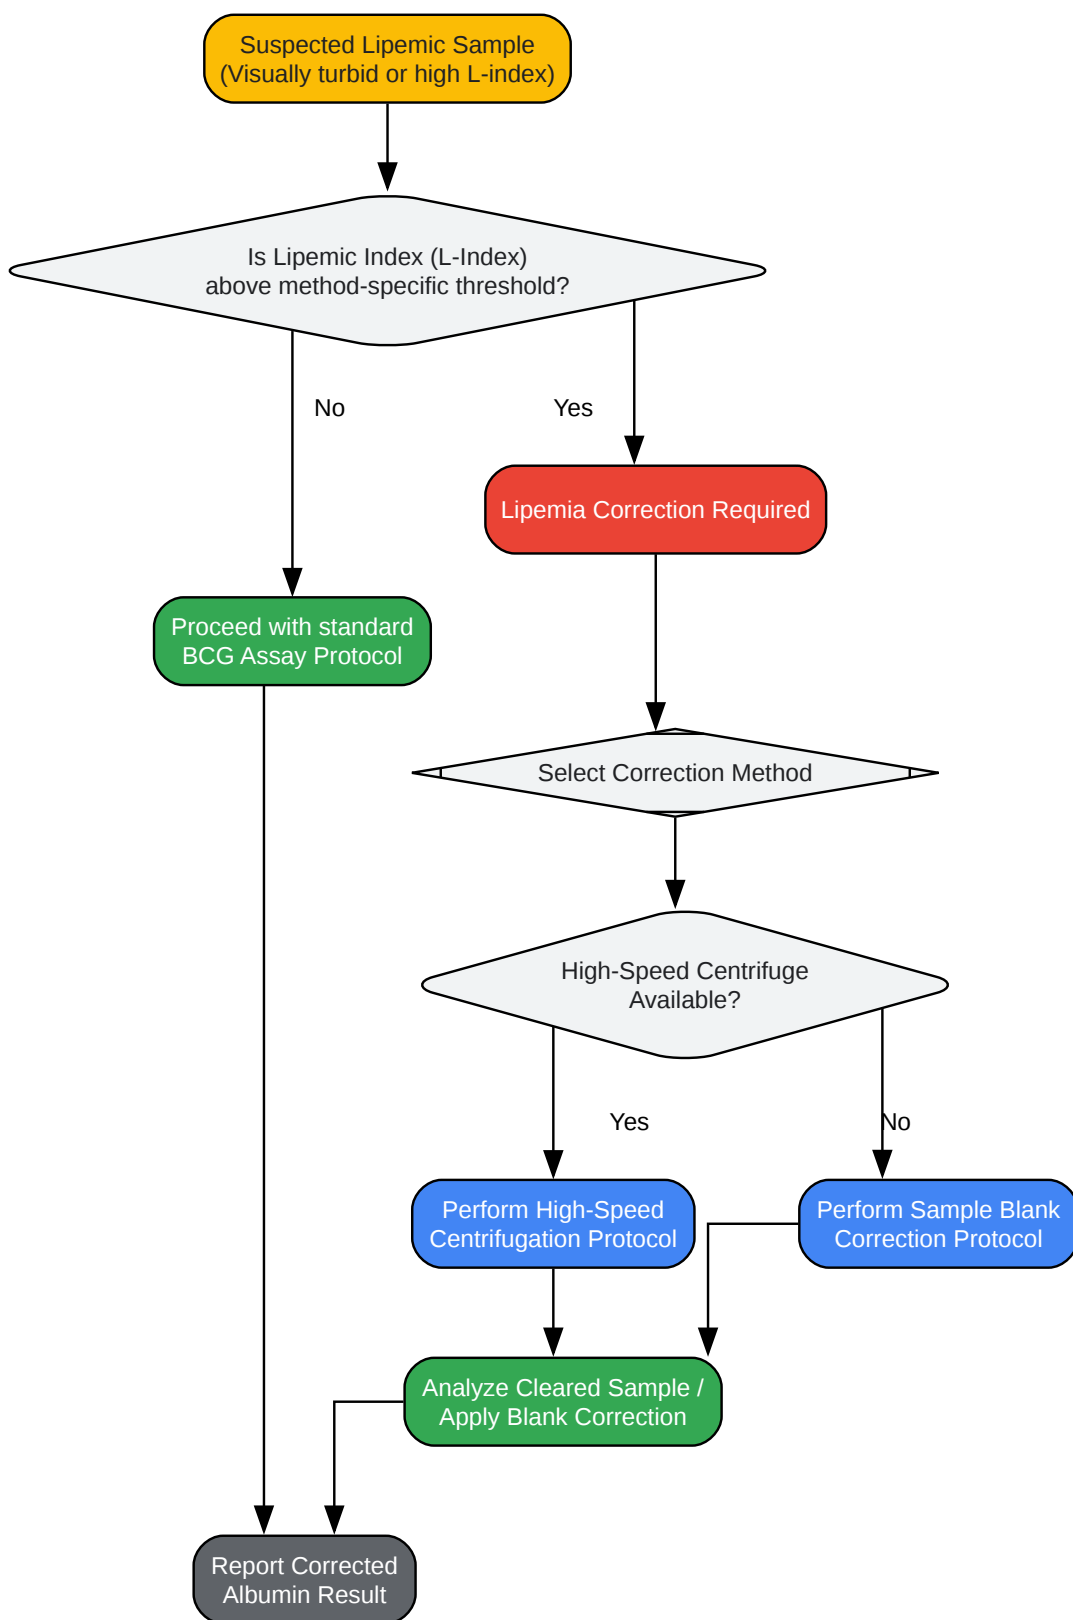 Suspected Lipemic Sample
(Visually turbid or high L-index)
Is Lipemic Index (L-Index)
above method-specific threshold?
No
Yes
Lipemia Correction Required
Proceed with standard
BCG Assay Protocol
Select Correction Method
High-Speed Centrifuge
Available?
Yes
No
Perform High-Speed
Centrifugation Protocol
Perform Sample Blank
Correction Protocol
Analyze Cleared Sample /
Apply Blank Correction
Report Corrected
Albumin Result